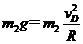 m₂g = m₂ v_D²/R